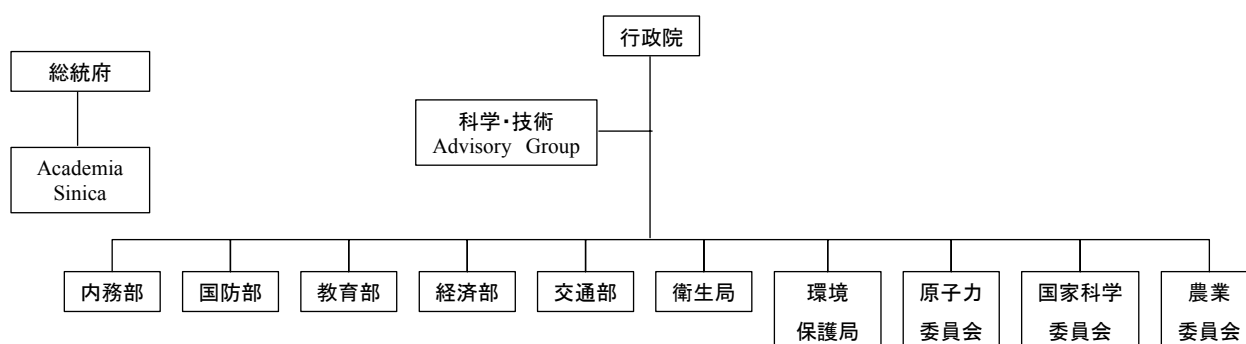 行政院
総統府
科学・技術
Advisory Group
Academia
Sinica
内務部
国防部
教育部
経済部
交通部
衛生局
環境
保護局
原子力
委員会
国家科学
委員会
農業
委員会